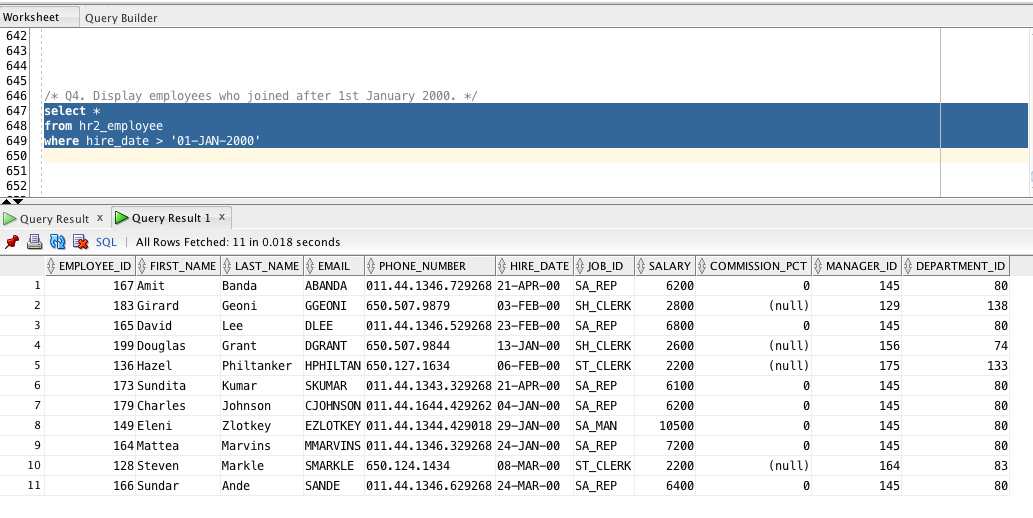 Worksheet Query Builder
642
643
644
645
646 /* Q4. Display employees who joined after 1st January 2000. */
647 select *
648 from hr2_employee
649 where hire_date > '01-JAN-2000'
650
651
652
Query Result x Query Result 1 x
SQL | All Rows Fetched: 11 in 0.018 seconds
EMPLOYEE_ID FIRST_NAME LAST_NAME EMAIL PHONE_NUMBER HIRE_DATE JOB_ID SALARY COMMISSION_PCT MANAGER_ID DEPARTMENT_ID
1 167 Amit Banda ABANDA 011.44.1346.729268 21-APR-00 SA_REP 6200 0 145 80
2 183 Girard Geoni GGEONI 650.507.9879 03-FEB-00 SH_CLERK 2800 (null) 129 138
3 165 David Lee DLEE 011.44.1346.529268 23-FEB-00 SA_REP 6800 0 145 80
4 199 Douglas Grant DGRANT 650.507.9844 13-JAN-00 SH_CLERK 2600 (null) 156 74
5 136 Hazel Philtanker HPHILTAN 650.127.1634 06-FEB-00 ST_CLERK 2200 (null) 175 133
6 173 Sundita Kumar SKUMAR 011.44.1343.329268 21-APR-00 SA_REP 6100 0 145 80
7 179 Charles Johnson CJOHNSON 011.44.1644.429262 04-JAN-00 SA_REP 6200 0 145 80
8 149 Eleni Zlotkey EZLOTKEY 011.44.1344.429018 29-JAN-00 SA_MAN 10500 0 145 80
9 164 Mattea Marvins MMARVINS 011.44.1346.329268 24-JAN-00 SA_REP 7200 0 145 80
10 128 Steven Markle SMARKLE 650.124.1434 08-MAR-00 ST_CLERK 2200 (null) 164 83
11 166 Sundar Ande SANDE 011.44.1346.629268 24-MAR-00 SA_REP 6400 0 145 80